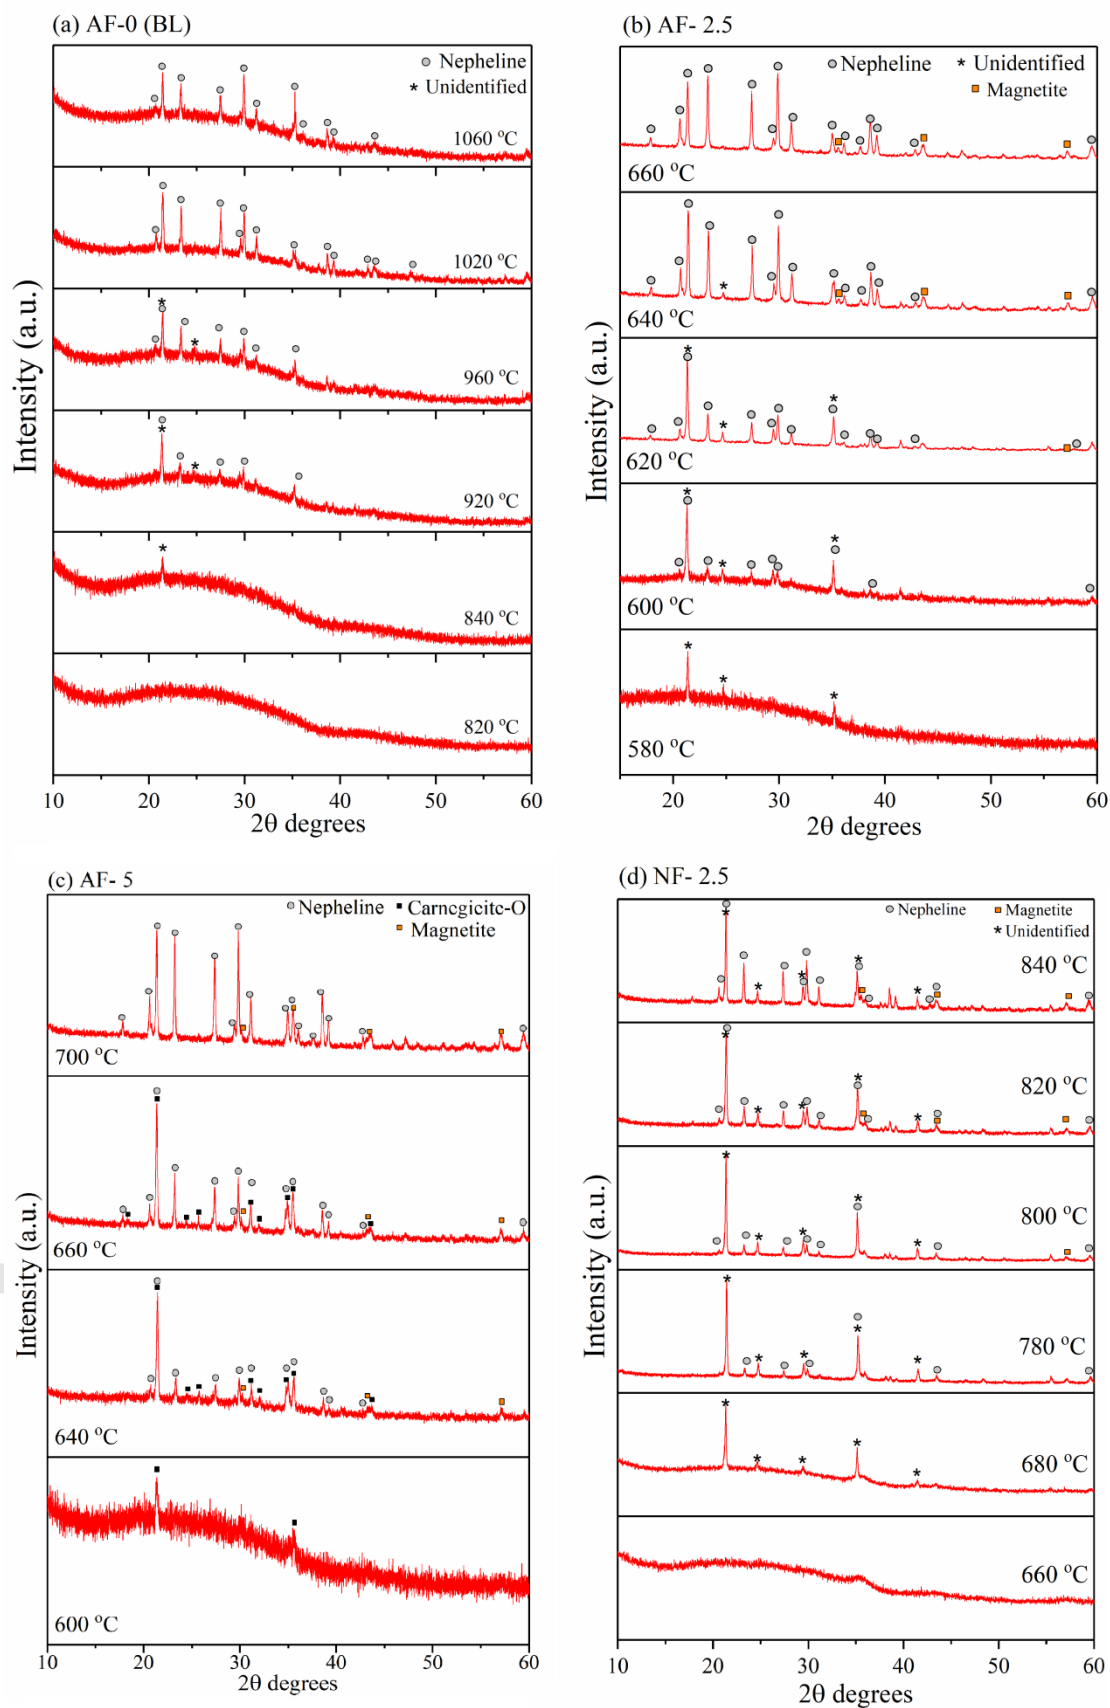 (a) AF-0 (BL)
Nepheline
* Unidentified
1060 °C
1020 °C
960 °C
920 °C
840 °C
820 °C
Intensity (a.u.)
10 20 30 40 50 60
2θ degrees
(b) AF- 2.5
Nepheline * Unidentified
Magnetite
660 °C
640 °C
620 °C
600 °C
580 °C
Intensity (a.u.)
20 30 40 50 60
2θ degrees
(c) AF- 5
Nepheline Carncgicitc-O
Magnetite
700 °C
660 °C
640 °C
600 °C
Intensity (a.u.)
10 20 30 40 50 60
2θ degrees
(d) NF- 2.5
Nepheline Magnetite
* Unidentified
840 °C
820 °C
800 °C
780 °C
680 °C
660 °C
Intensity (a.u.)
10 20 30 40 50 60
2θ degrees